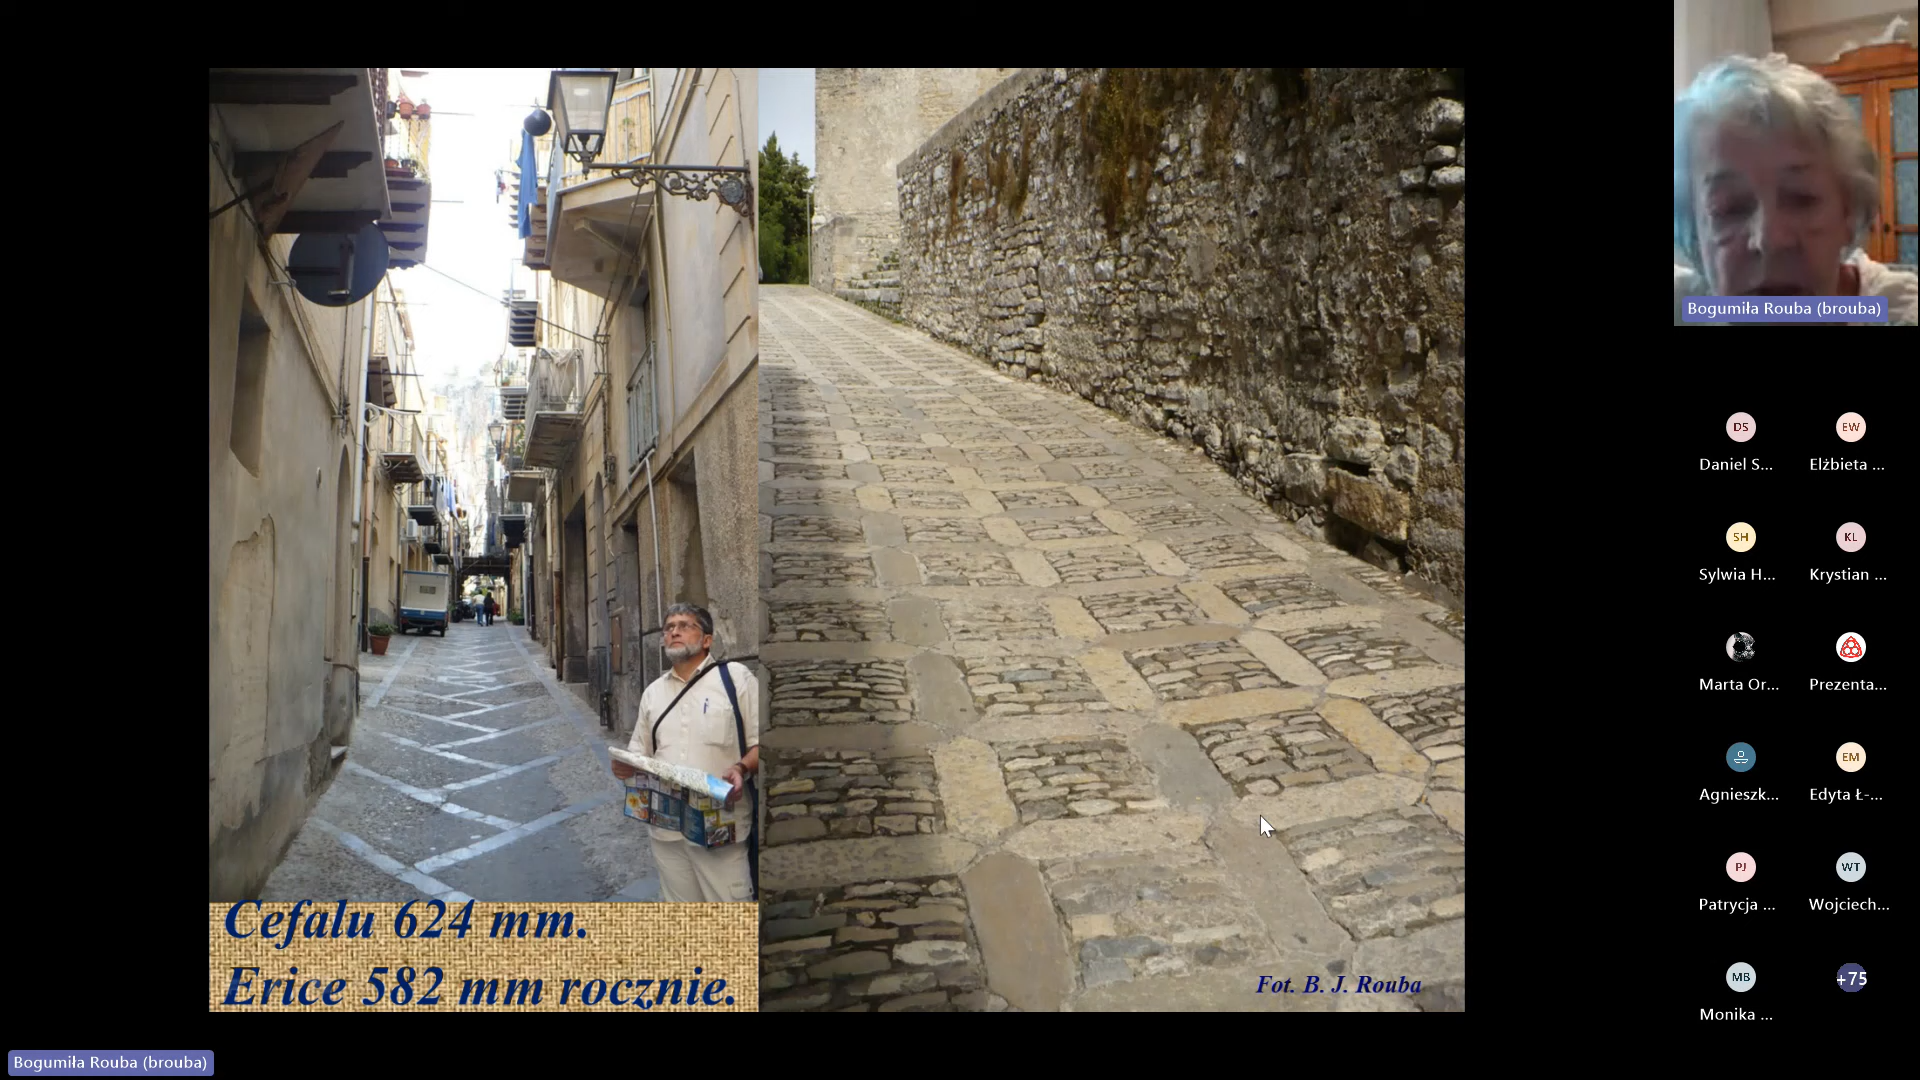 Cefalu 624 mm.
Erice 582 mm rocznie.
Fot. B. J. Rouba
Bogumiła Rouba (brouba)
DS
EW
Daniel S...
Elżbieta ...
SH
KL
Sylwia H...
Krystian ...
Marta Or...
Prezenta...
Agnieszk...
EM
Edyta Ł-...
PJ
WT
Patrycja ...
Wojciech...
MB
+75
Monika ...
Bogumiła Rouba (brouba)